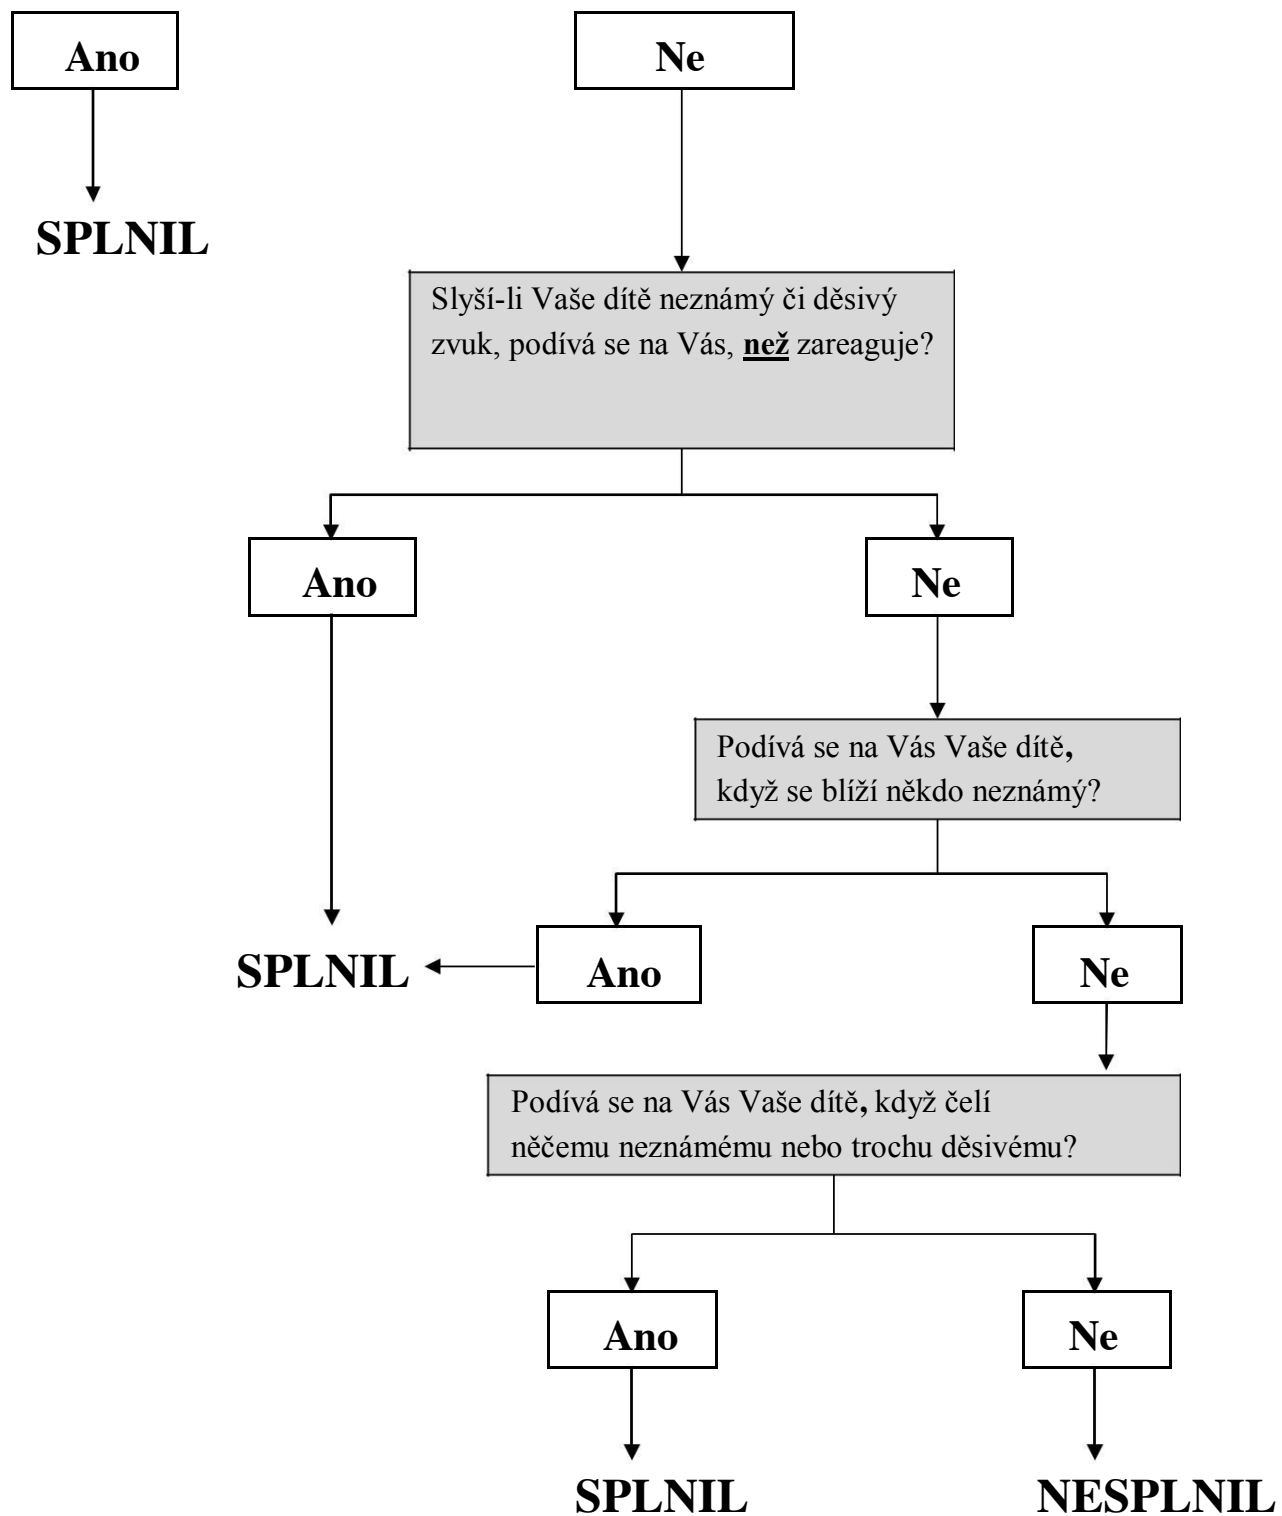 Ano
Ne
SPLNIL
Slyší-li Vaše dítě neznámý či děsivý
zvuk, podívá se na Vás, než zareaguje?
Ano
Ne
Podívá se na Vás Vaše dítě,
když se blíží někdo neznámý?
SPLNIL
Ano
Ne
Podívá se na Vás Vaše dítě, když čelí
něčemu neznámému nebo trochu děsivému?
Ano
Ne
SPLNIL
NESPLNIL